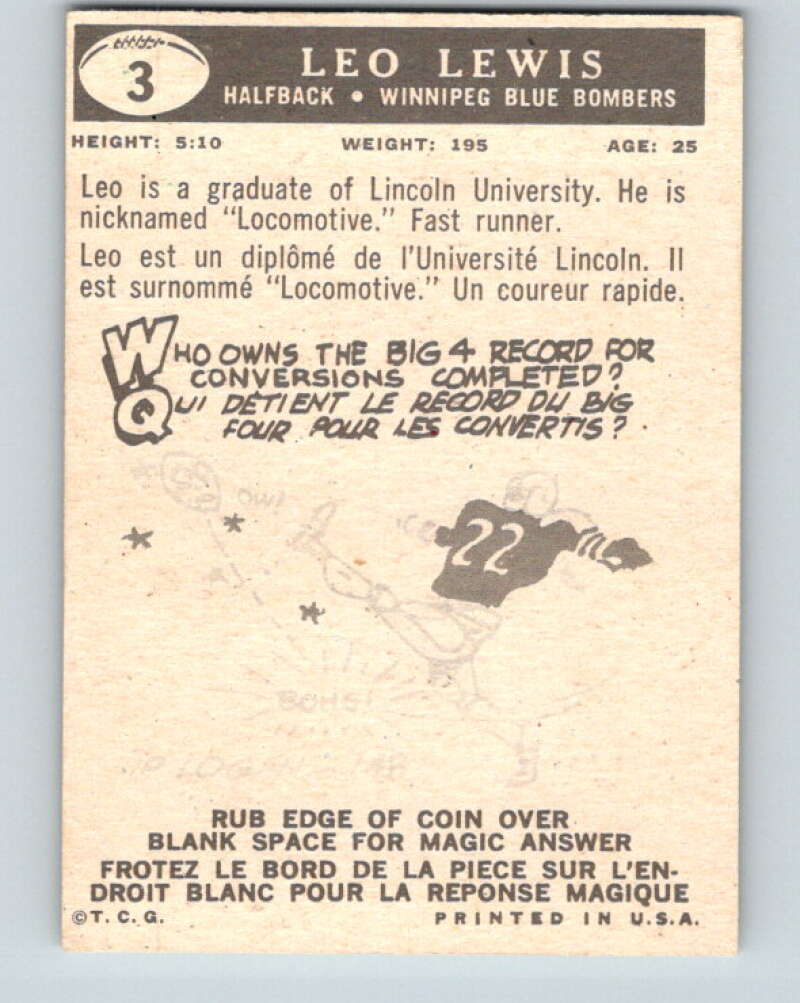 3
LEO LEWIS
HALFBACK • WINNIPEG BLUE BOMBERS
HEIGHT: 5:10 WEIGHT: 195 AGE: 25
Leo is a graduate of Lincoln University. He is
nicknamed "Locomotive." Fast runner.
Leo est un diplômé de l'Université Lincoln. Il
est surnommé "Locomotive." Un coureur rapide.
WHO OWNS THE BIG 4 RECORD FOR
CONVERSIONS COMPLETED?
QUI DÉTIENT LE RECORD DU BIG
FOUR POUR LES CONVERTIS?
OW!
22
RUB EDGE OF COIN OVER
BLANK SPACE FOR MAGIC ANSWER
FROTEZ LE BORD DE LA PIECE SUR L'EN-
DROIT BLANC POUR LA REPONSE MAGIQUE
©T.C.G. PRINTED IN U.S.A.